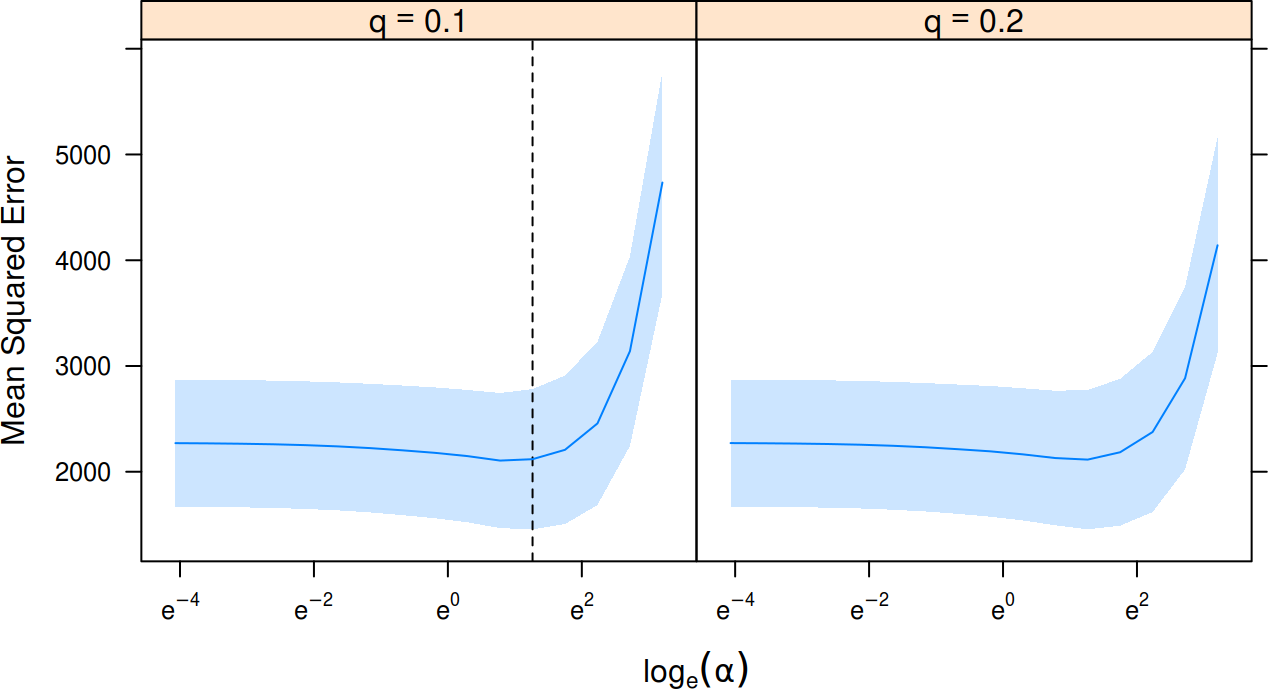 q = 0.1
q = 0.2
Mean Squared Error
5000
4000
3000
2000
e⁻⁴
e⁻²
e⁰
e²
e⁻⁴
e⁻²
e⁰
e²
logₑ(α)